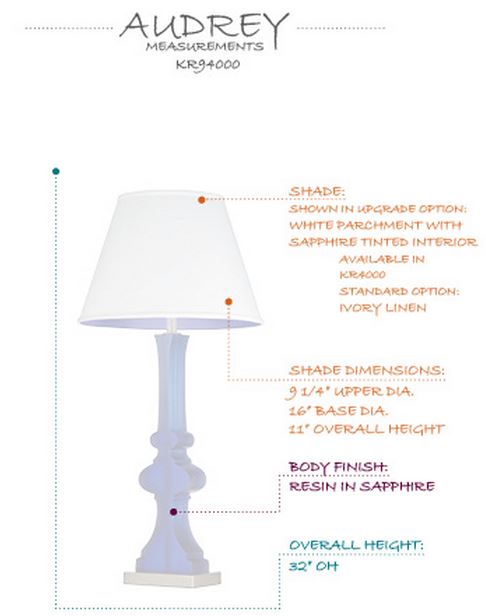 AUDREY
MEASUREMENTS
KR94000
SHADE:
SHOWN IN UPGRADE OPTION:
WHITE PARCHMENT WITH
SAPPHIRE TINTED INTERIOR
AVAILABLE IN
KR4000
STANDARD OPTION:
IVORY LINEN
SHADE DIMENSIONS:
9 1/4" UPPER DIA.
16" BASE DIA.
11" OVERALL HEIGHT
BODY FINISH:
RESIN IN SAPPHIRE
OVERALL HEIGHT:
32" OH